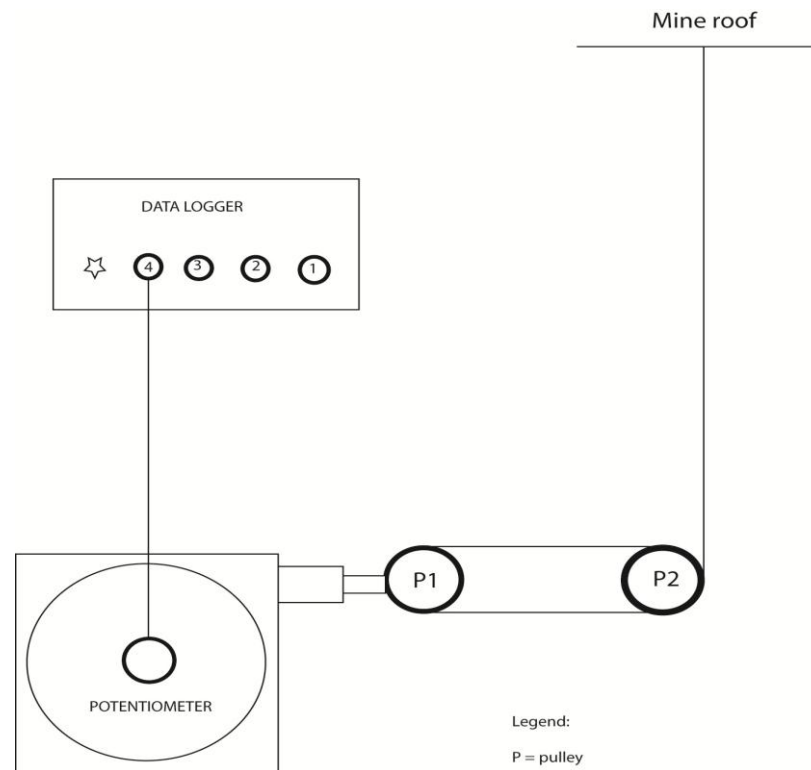 Mine roof
DATA LOGGER
4 3 2 1
P1 P2
POTENTIOMETER
Legend:
P = pulley